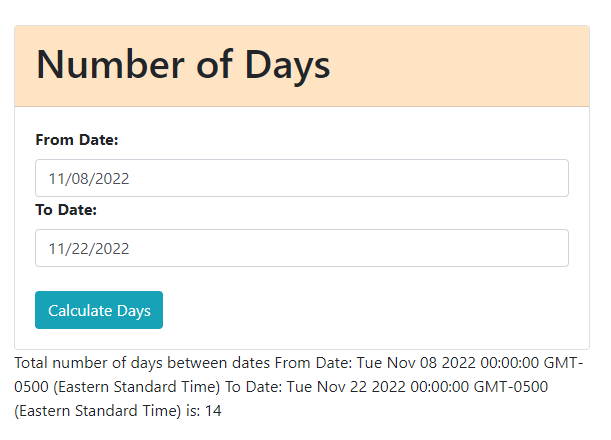 Number of Days
From Date:
11/08/2022
To Date:
11/22/2022
Calculate Days
Total number of days between dates From Date: Tue Nov 08 2022 00:00:00 GMT-
0500 (Eastern Standard Time) To Date: Tue Nov 22 2022 00:00:00 GMT-0500
(Eastern Standard Time) is: 14